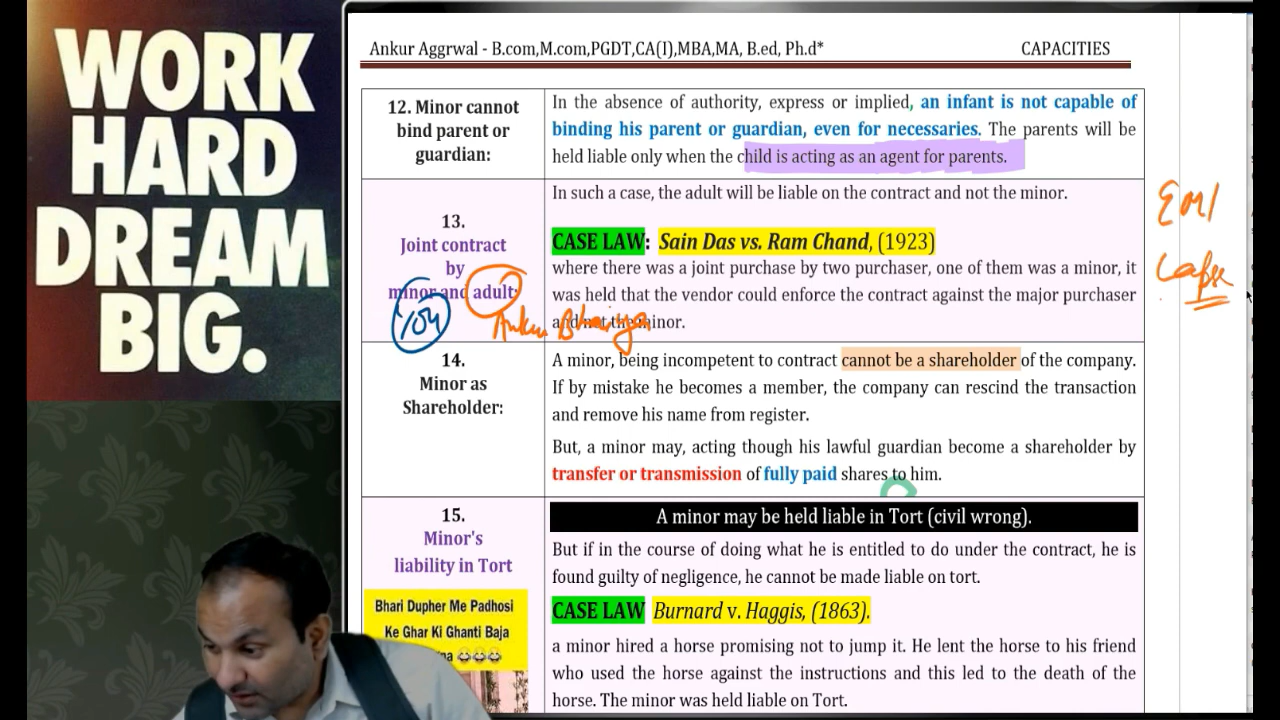 WORK
HARD
DREAM
BIG.
Ankur Aggrwal - B.com,M.com,PGDT,CA(I),MBA,MA, B.ed, Ph.d*
CAPACITIES
12. Minor cannot
bind parent or
guardian:
In the absence of authority, express or implied, an infant is not capable of
binding his parent or guardian, even for necessaries. The parents will be
held liable only when the child is acting as an agent for parents.
13.
Joint contract
by
minor and adult:
104
In such a case, the adult will be liable on the contract and not the minor.
CASE LAW: Sain Das vs. Ram Chand, (1923)
where there was a joint purchase by two purchaser, one of them was a minor, it
was held that the vendor could enforce the contract against the major purchaser
and not the minor.
Ankur
14.
Minor as
Shareholder:
A minor, being incompetent to contract cannot be a shareholder of the company.
If by mistake he becomes a member, the company can rescind the transaction
and remove his name from register.
But, a minor may, acting though his lawful guardian become a shareholder by
transfer or transmission of fully paid shares to him.
15.
Minor's
liability in Tort
Bhari Dupher Me Padhosi
Ke Ghar Ki Ghanti Baja
A minor may be held liable in Tort (civil wrong).
But if in the course of doing what he is entitled to do under the contract, he is
found guilty of negligence, he cannot be made liable on tort.
CASE LAW Burnard v. Haggis, (1863).
a minor hired a horse promising not to jump it. He lent the horse to his friend
who used the horse against the instructions and this led to the death of the
horse. The minor was held liable on Tort.